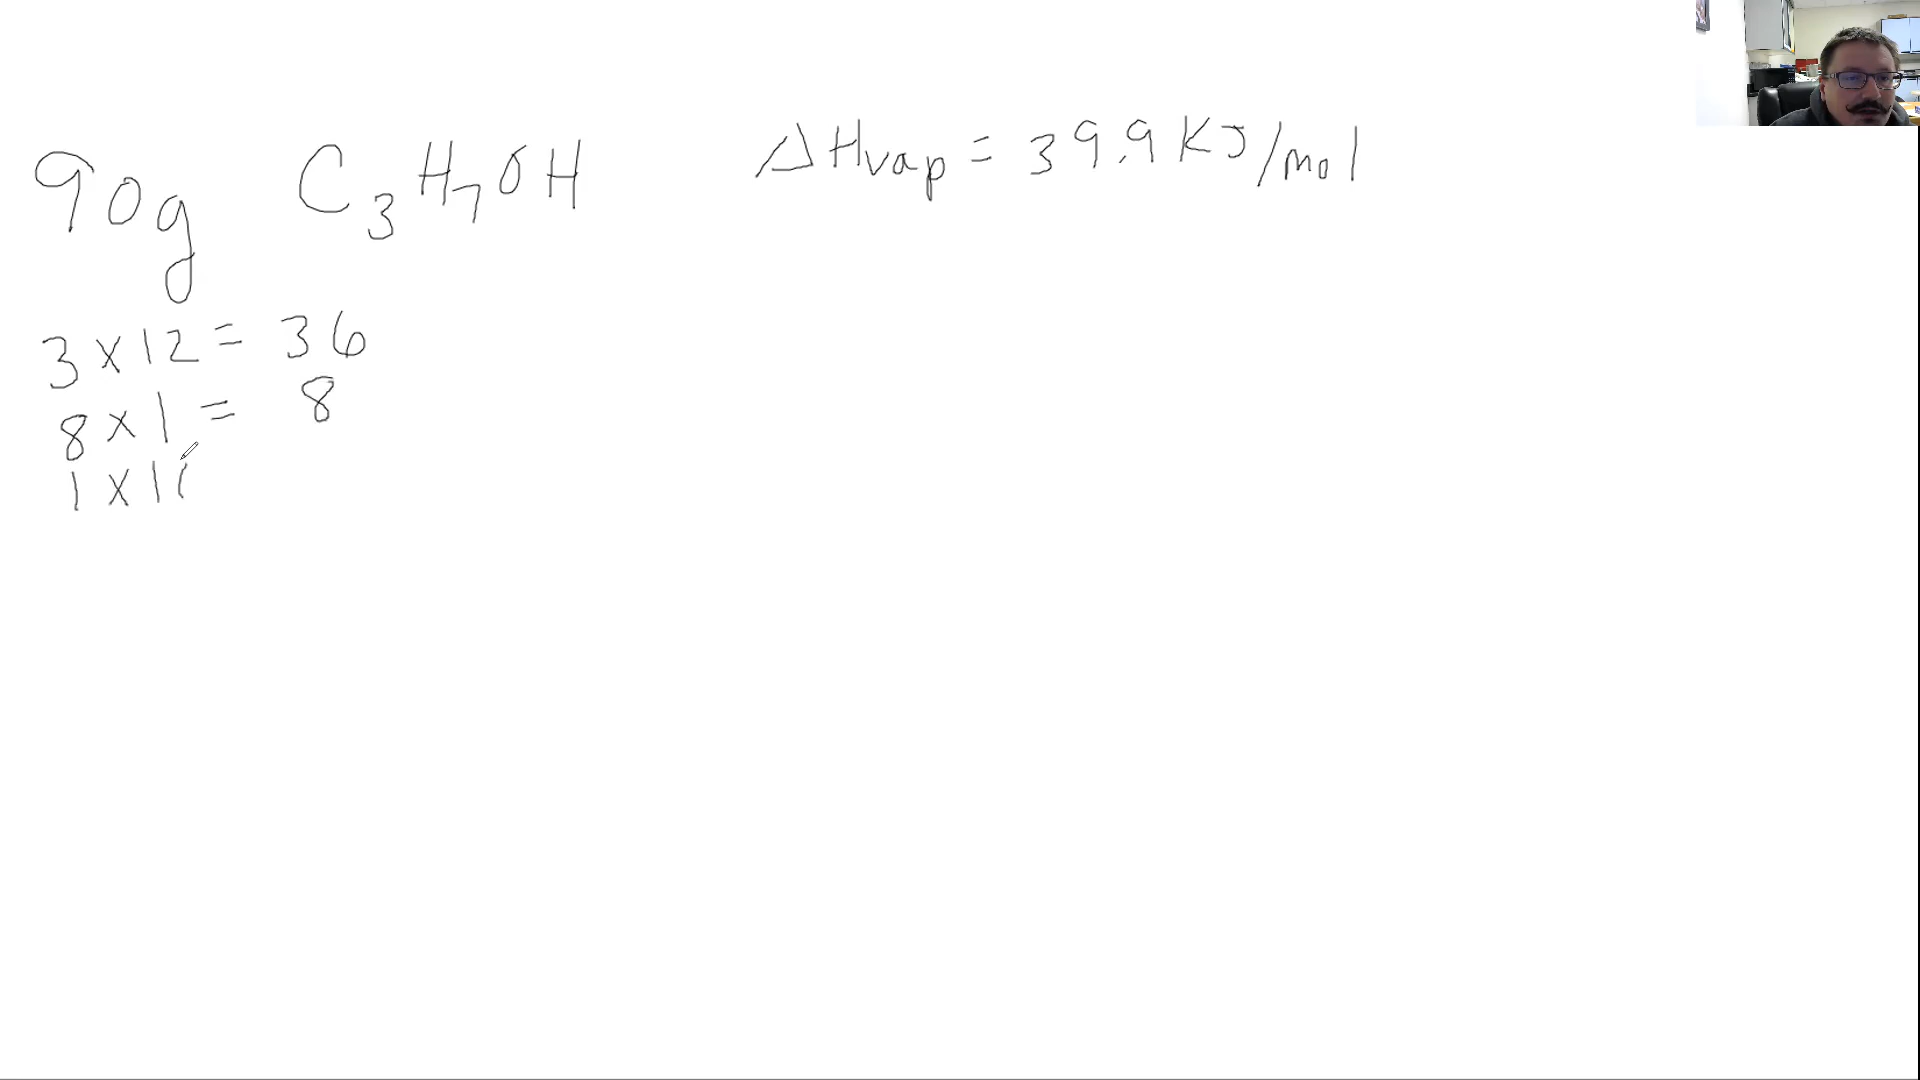 90g C₃H₇OH ΔHvap = 39.9 KJ/mol
3 x 12 = 36
8 x 1 = 8
1 x 1